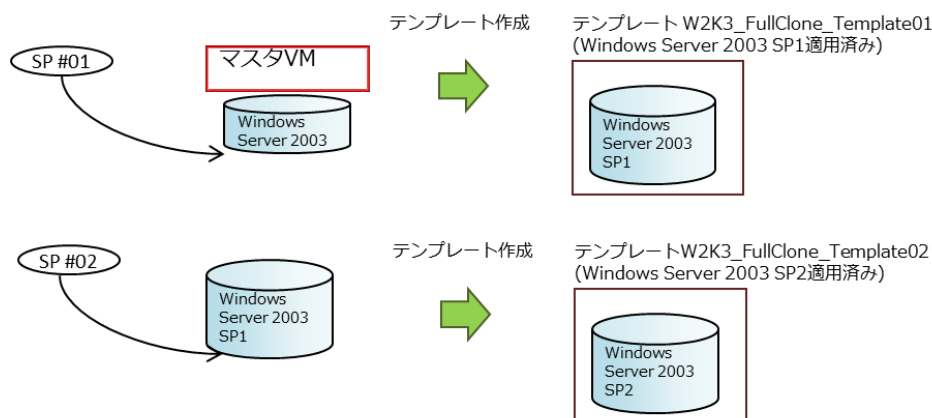 テンプレート作成
テンプレート W2K3_FullClone_Template01
(Windows Server 2003 SP1適用済み)
SP #01
マスタVM
Windows
Server 2003
Windows
Server 2003
SP1
テンプレート作成
テンプレートW2K3_FullClone_Template02
(Windows Server 2003 SP2適用済み)
SP #02
Windows
Server 2003
SP1
Windows
Server 2003
SP2